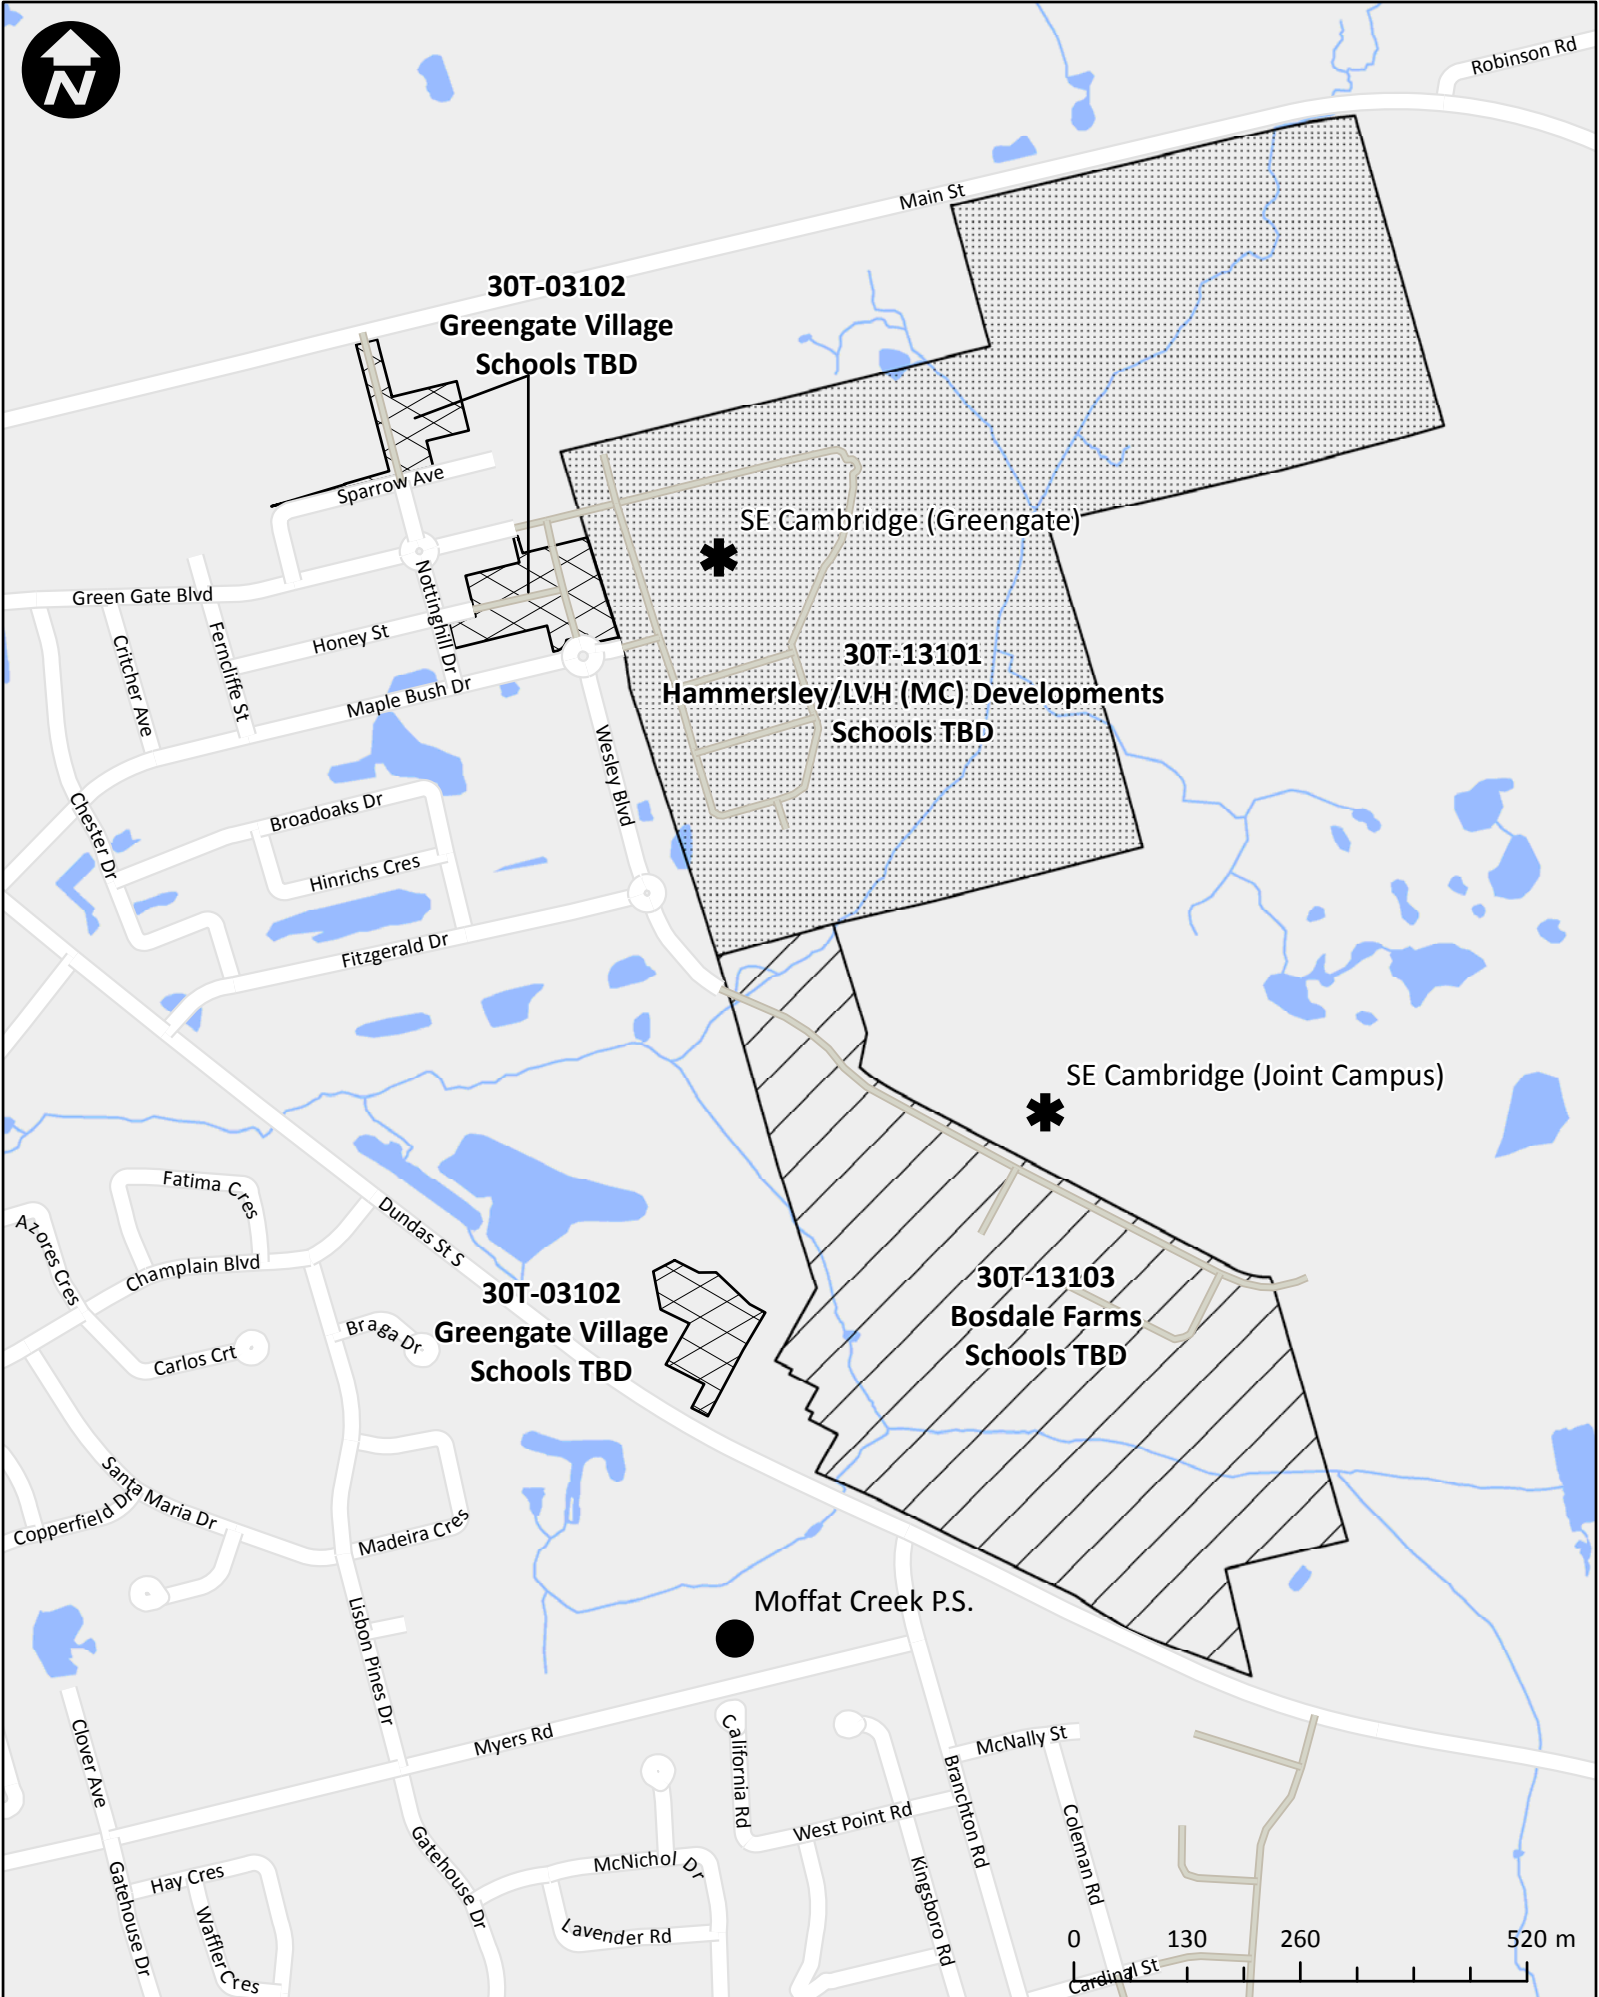 N
Robinson Rd
Main St
30T-03102
Greengate Village
Schools TBD
Sparrow Ave
SE Cambridge (Greengate)
Green Gate Blvd
Nottinghill Dr
Critcher Ave
Ferncliffe St
Honey St
30T-13101
Hammersley/LVH (MC) Developments
Schools TBD
Maple Bush Dr
Wesley Blvd
Chester Dr
Broadoaks Dr
Hinrichs Cres
Fitzgerald Dr
SE Cambridge (Joint Campus)
Fatima Cres
Azores Cres
Dundas St S
Champlain Blvd
30T-03102
Greengate Village
Schools TBD
30T-13103
Bosdale Farms
Schools TBD
Braga Dr
Carlos Crt
Santa Maria Dr
Copperfield Dr
Madeira Cres
Moffat Creek P.S.
Lisbon Pines Dr
Clover Ave
Myers Rd
California Rd
McNally St
Branchton Rd
West Point Rd
Coleman Rd
Gatehouse Dr
McNichol Dr
Kingsboro Rd
Gatehouse Dr
Hay Cres
Waffler Cres
Lavender Rd
0 130 260 520 m
Cardinal St